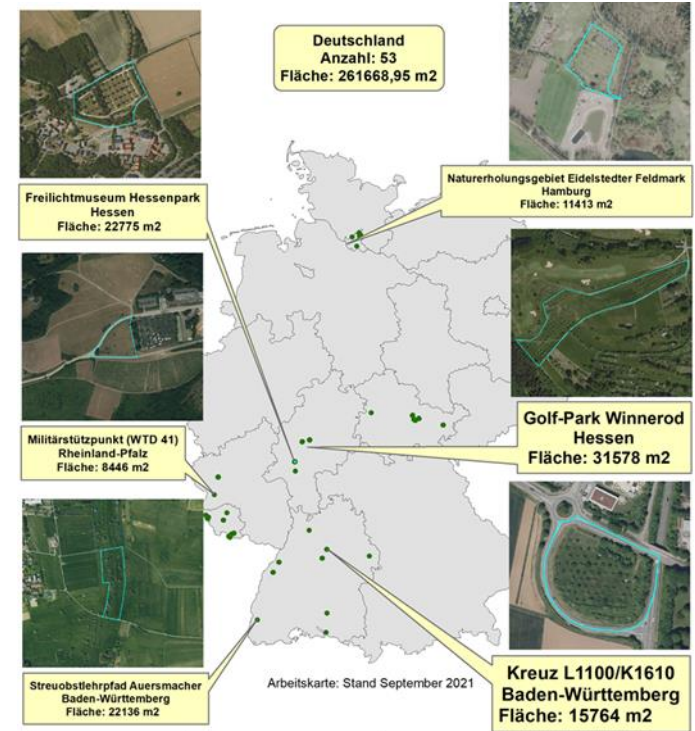 Deutschland
Anzahl: 53
Fläche: 261668,95 m2
Freilichtmuseum Hessenpark
Hessen
Fläche: 22775 m2
Naturerholungsgebiet Eidelstedter Feldmark
Hamburg
Fläche: 11413 m2
Militärstützpunkt (WTD 41)
Rheinland-Pfalz
Fläche: 8446 m2
Golf-Park Winnerod
Hessen
Fläche: 31578 m2
Streuobstlehrpfad Auersmacher
Baden-Württemberg
Fläche: 22136 m2
Arbeitskarte: Stand September 2021
Kreuz L1100/K1610
Baden-Württemberg
Fläche: 15764 m2